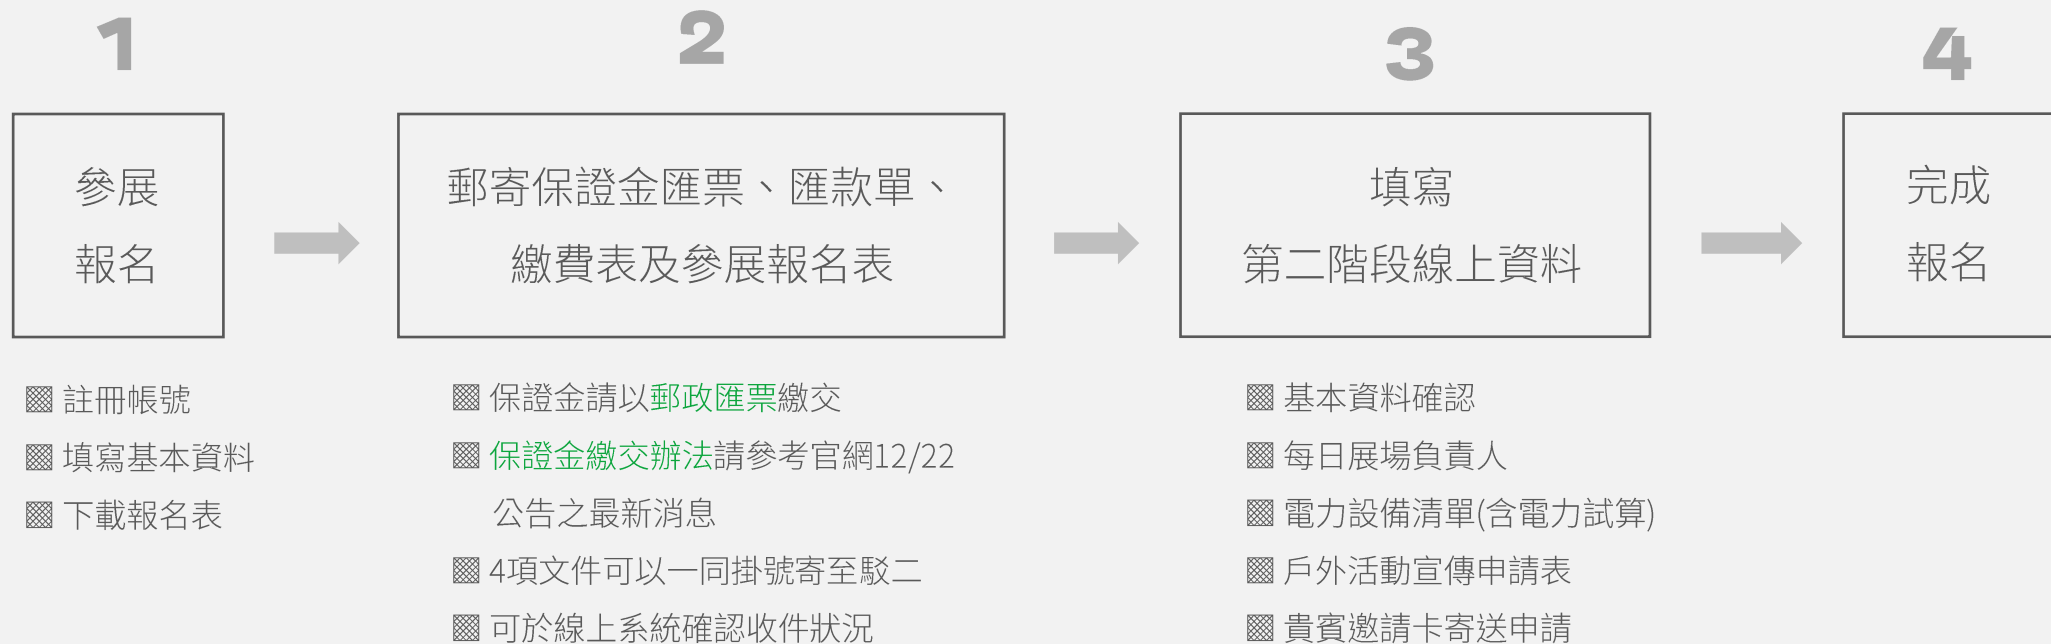 1
參展
報名
註冊帳號
填寫基本資料
下載報名表
2
郵寄保證金匯票、匯款單、
繳費表及參展報名表
保證金請以郵政匯票繳交
保證金繳交辦法請參考官網12/22
公告之最新消息
4項文件可以一同掛號寄至駁二
可於線上系統確認收件狀況
3
填寫
第二階段線上資料
基本資料確認
每日展場負責人
電力設備清單(含電力試算)
戶外活動宣傳申請表
貴賓邀請卡寄送申請
4
完成
報名